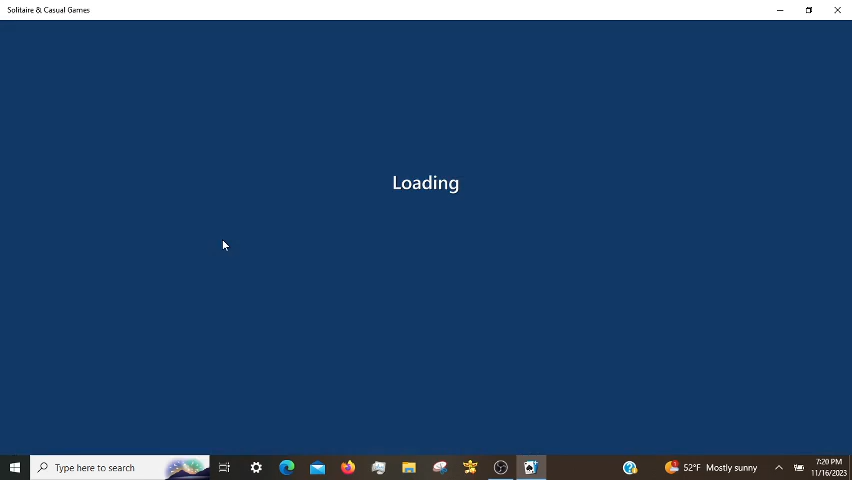 Solitaire & Casual Games
Loading
Type here to search
52°F Mostly sunny
7:20 PM
11/16/2023